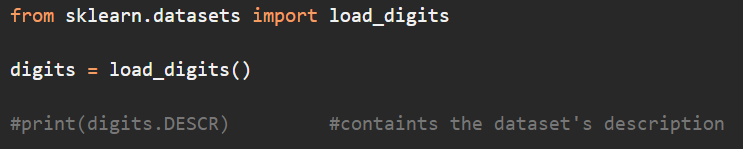 from sklearn.datasets import load_digits
digits = load_digits()
#print(digits.DESCR)         #containts the dataset's description